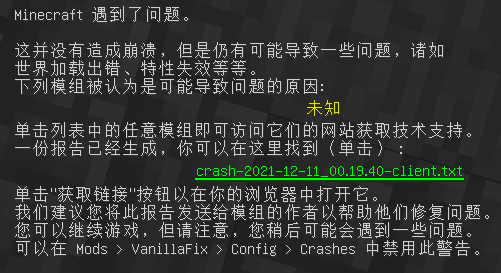 Minecraft 遇到了问题。
这并没有造成崩溃，但是仍有可能导致一些问题，诸如
世界加载出错、特性失效等等。
下列模组被认为是可能导致问题的原因:
未知
单击列表中的任意模组即可访问它们的网站获取技术支持。
一份报告已经生成，你可以在这里找到（单击）：
crash-2021-12-11_00.19.40-client.txt
单击"获取链接"按钮以在你的浏览器中打开它。
我们建议您将此报告发送给模组的作者以帮助他们修复问题。
您可以继续游戏，但请注意，您稍后可能会遇到一些问题。
可以在 Mods > VanillaFix > Config > Crashes 中禁用此警告。